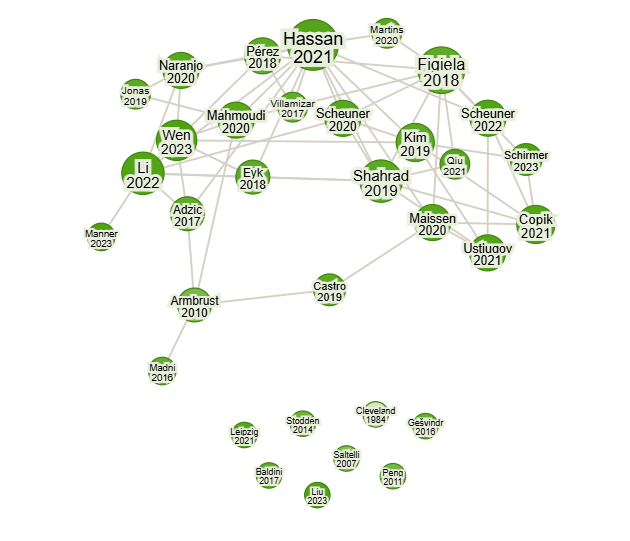 Hassan
2021
Martins
2020
Pérez
2018
Naranjo
2020
Figiela
2018
Jonas
2019
Villamizar
2017
Mahmoudi
2020
Scheuner
2020
Scheuner
2022
Wen
2023
Kim
2019
Schirmer
2023
Qiu
2021
Li
2022
Eyk
2018
Shahrad
2019
Adzic
2017
Maissen
2020
Copik
2021
Manner
2023
Ustiugov
2021
Castro
2019
Armbrust
2010
Madni
2016
Cleveland
1984
Stodden
2014
Gešvindr
2016
Leipzig
2021
Saltelli
2007
Baldini
2017
Peng
2011
Liu
2023